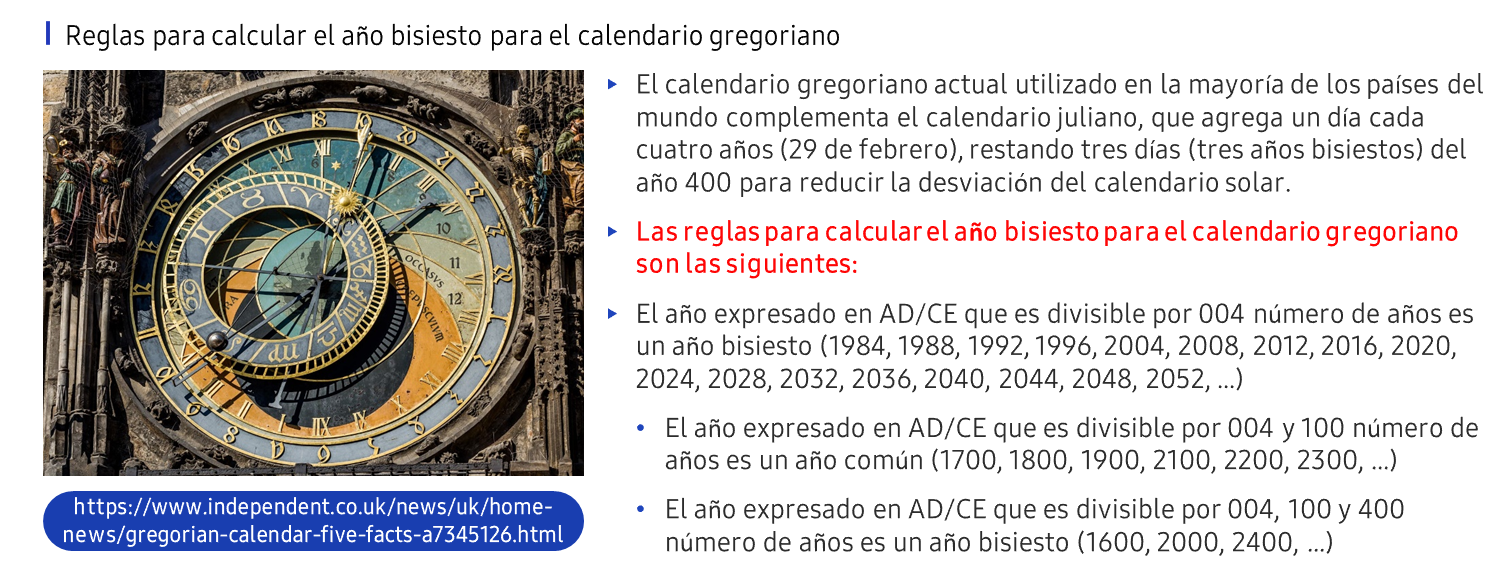 Reglas para calcular el año bisiesto para el calendario gregoriano
El calendario gregoriano actual utilizado en la mayoría de los países del
mundo complementa el calendario juliano, que agrega un día cada
cuatro años (29 de febrero), restando tres días (tres años bisiestos) del
año 400 para reducir la desviación del calendario solar.
Las reglas para calcular el año bisiesto para el calendario gregoriano
son las siguientes:
El año expresado en AD/CE que es divisible por 004 número de años es
un año bisiesto (1984, 1988, 1992, 1996, 2004, 2008, 2012, 2016, 2020,
2024, 2028, 2032, 2036, 2040, 2044, 2048, 2052, ...)
El año expresado en AD/CE que es divisible por 004 y 100 número de
años es un año común (1700, 1800, 1900, 2100, 2200, 2300, ...)
El año expresado en AD/CE que es divisible por 004, 100 y 400
número de años es un año bisiesto (1600, 2000, 2400, ...)
10
11
12
OCCASVS
https://www.independent.co.uk/news/uk/home-
news/gregorian-calendar-five-facts-a7345126.html